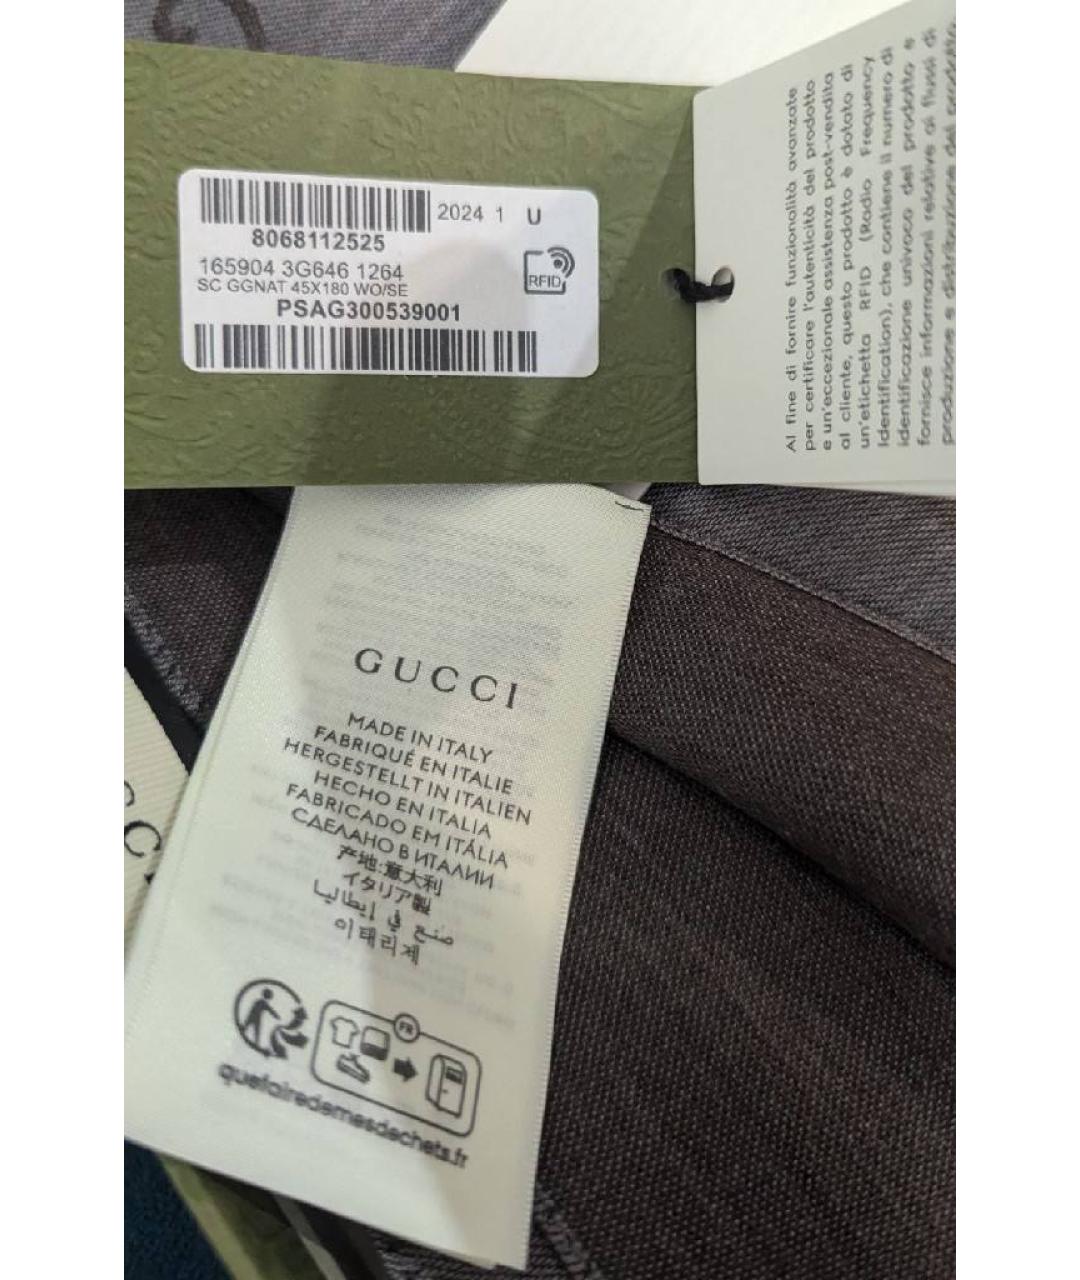 2024 1 U
8068112525
165904 3G646 1264
SC GGNAT 45X180 WO/SE
RFID
PSAG300539001
Al fine di fornire funzionalità avanzate
per certificare l'autenticità del prodotto
e un'eccezionale assistenza post-vendita
al cliente, questo prodotto è dotato di
un'etichetta RFID (Radio Frequency
Identification), che contiene il numero di
identificazione univoco del prodotto e
fornisce informazioni relative ai flussi di
produzione e distribuzione del prodotto
GUCCI
MADE IN ITALY
FABRIQUÉ EN ITALIE
HERGESTELLT IN ITALIEN
HECHO EN ITALIA
FABRICADO EM ITÁLIA
СДЕЛАНО В ИТАЛИИ
产地:意大利
イタリア製
صنع في إيطاليا
이태리제
FR
quefairedemesdechets.fr